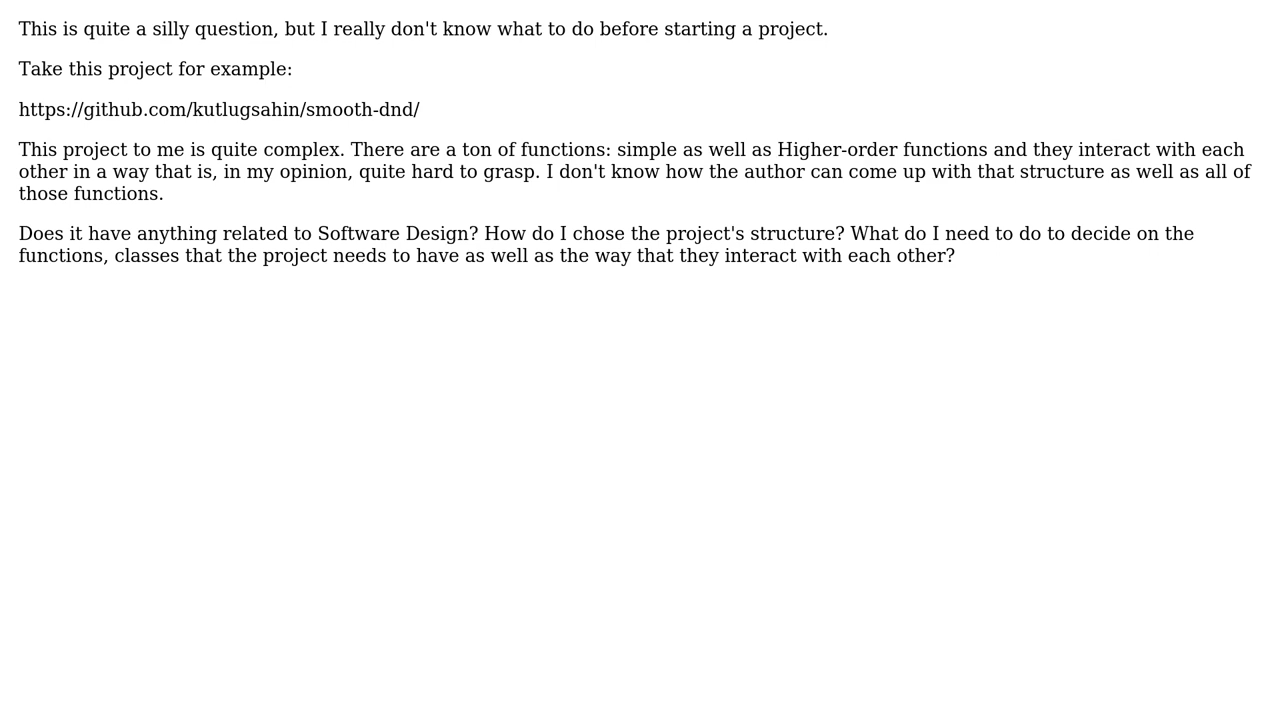 This is quite a silly question, but I really don't know what to do before starting a project.
Take this project for example:
https://github.com/kutlugsahin/smooth-dnd/
This project to me is quite complex. There are a ton of functions: simple as well as Higher-order functions and they interact with each
other in a way that is, in my opinion, quite hard to grasp. I don't know how the author can come up with that structure as well as all of
those functions.
Does it have anything related to Software Design? How do I chose the project's structure? What do I need to do to decide on the
functions, classes that the project needs to have as well as the way that they interact with each other?